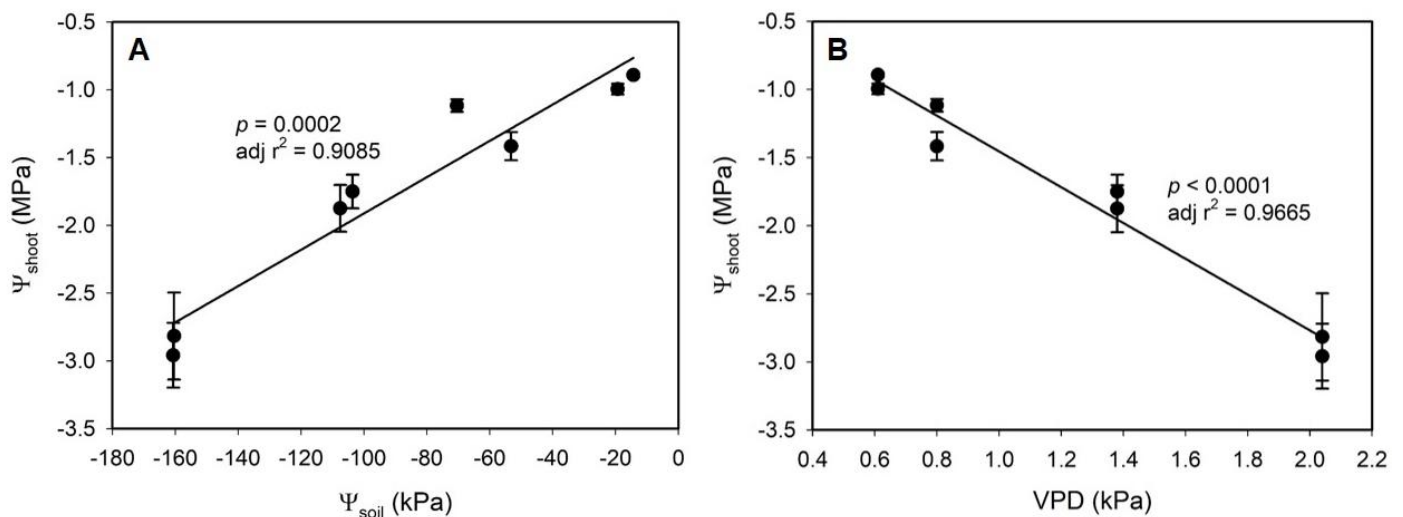 A
p = 0.0002
adj r² = 0.9085
Ψshoot (MPa)
-0.5
-1.0
-1.5
-2.0
-2.5
-3.0
-3.5
-180 -160 -140 -120 -100 -80 -60 -40 -20 0
Ψsoil (kPa)
B
p < 0.0001
adj r² = 0.9665
Ψshoot (MPa)
-0.5
-1.0
-1.5
-2.0
-2.5
-3.0
-3.5
0.4 0.6 0.8 1.0 1.2 1.4 1.6 1.8 2.0 2.2
VPD (kPa)